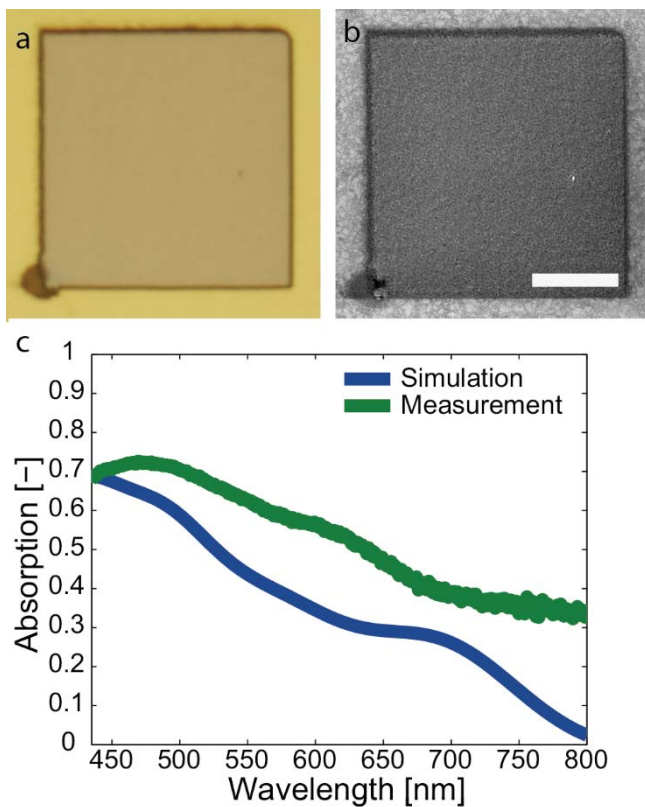 a
b
c
1
0.9
0.8
0.7
0.6
0.5
0.4
0.3
0.2
0.1
0
Absorption [−]
Simulation
Measurement
450 500 550 600 650 700 750 800
Wavelength [nm]